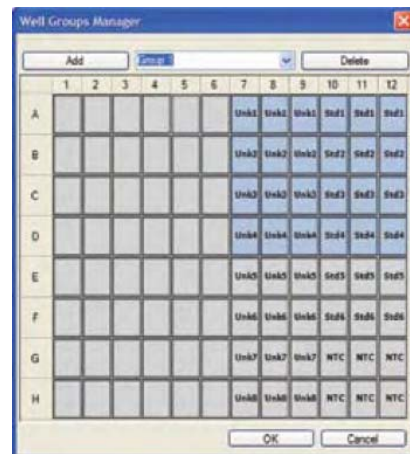 Well Groups Manager
Add Group 1 Delete
1 2 3 4 5 6 7 8 9 10 11 12
A Unk1 Unk1 Unk1 Std1 Std1 Std1
B Unk2 Unk2 Unk2 Std2 Std2 Std2
C Unk3 Unk3 Unk3 Std3 Std3 Std3
D Unk4 Unk4 Unk4 Std4 Std4 Std4
E Unk5 Unk5 Unk5 Std5 Std5 Std5
F Unk6 Unk6 Unk6 Std6 Std6 Std6
G Unk7 Unk7 Unk7 NTC NTC NTC
H Unk8 Unk8 Unk8 NTC NTC NTC
OK Cancel